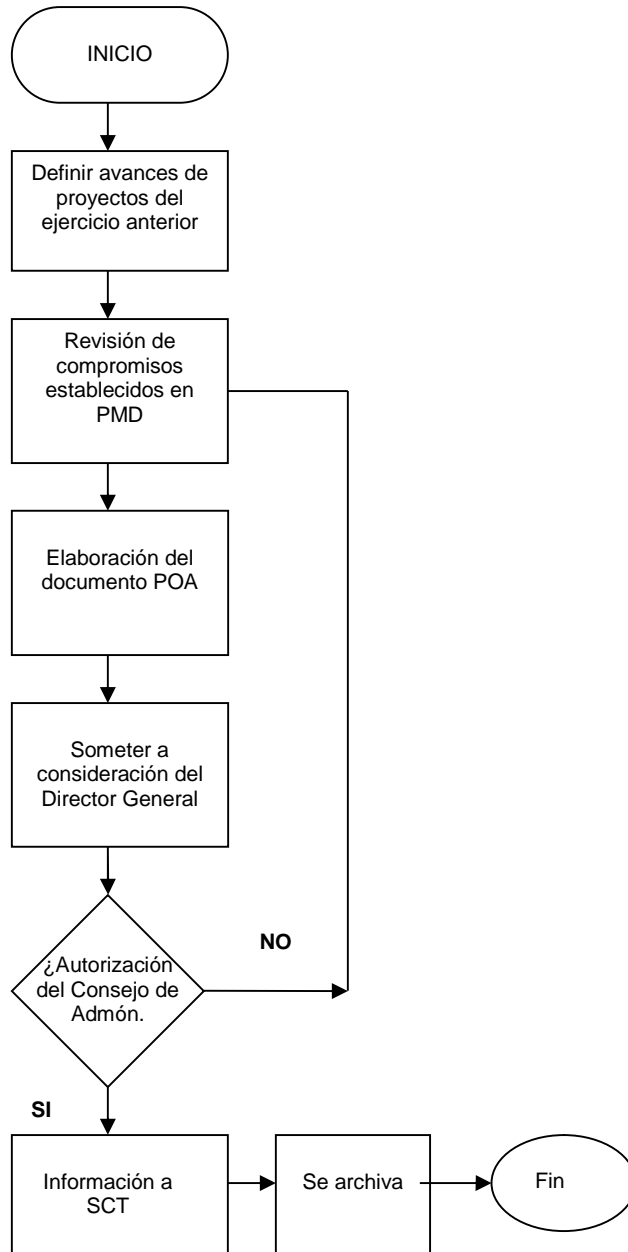 INICIO
Definir avances de
proyectos del
ejercicio anterior
Revisión de
compromisos
establecidos en
PMD
Elaboración del
documento POA
Someter a
consideración del
Director General
¿Autorización
del Consejo de
Admón.
NO
SI
Información a
SCT
Se archiva
Fin